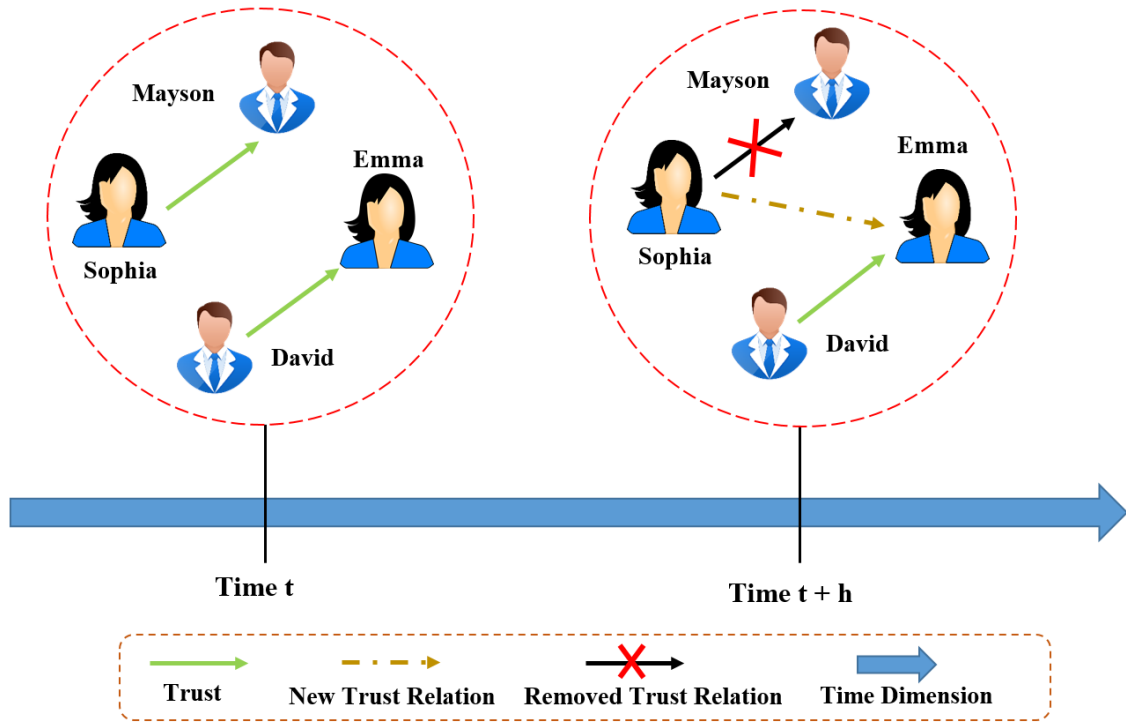 Mayson
Emma
Sophia
David
Mayson
Emma
Sophia
David
Time t
Time t + h
Trust
New Trust Relation
Removed Trust Relation
Time Dimension